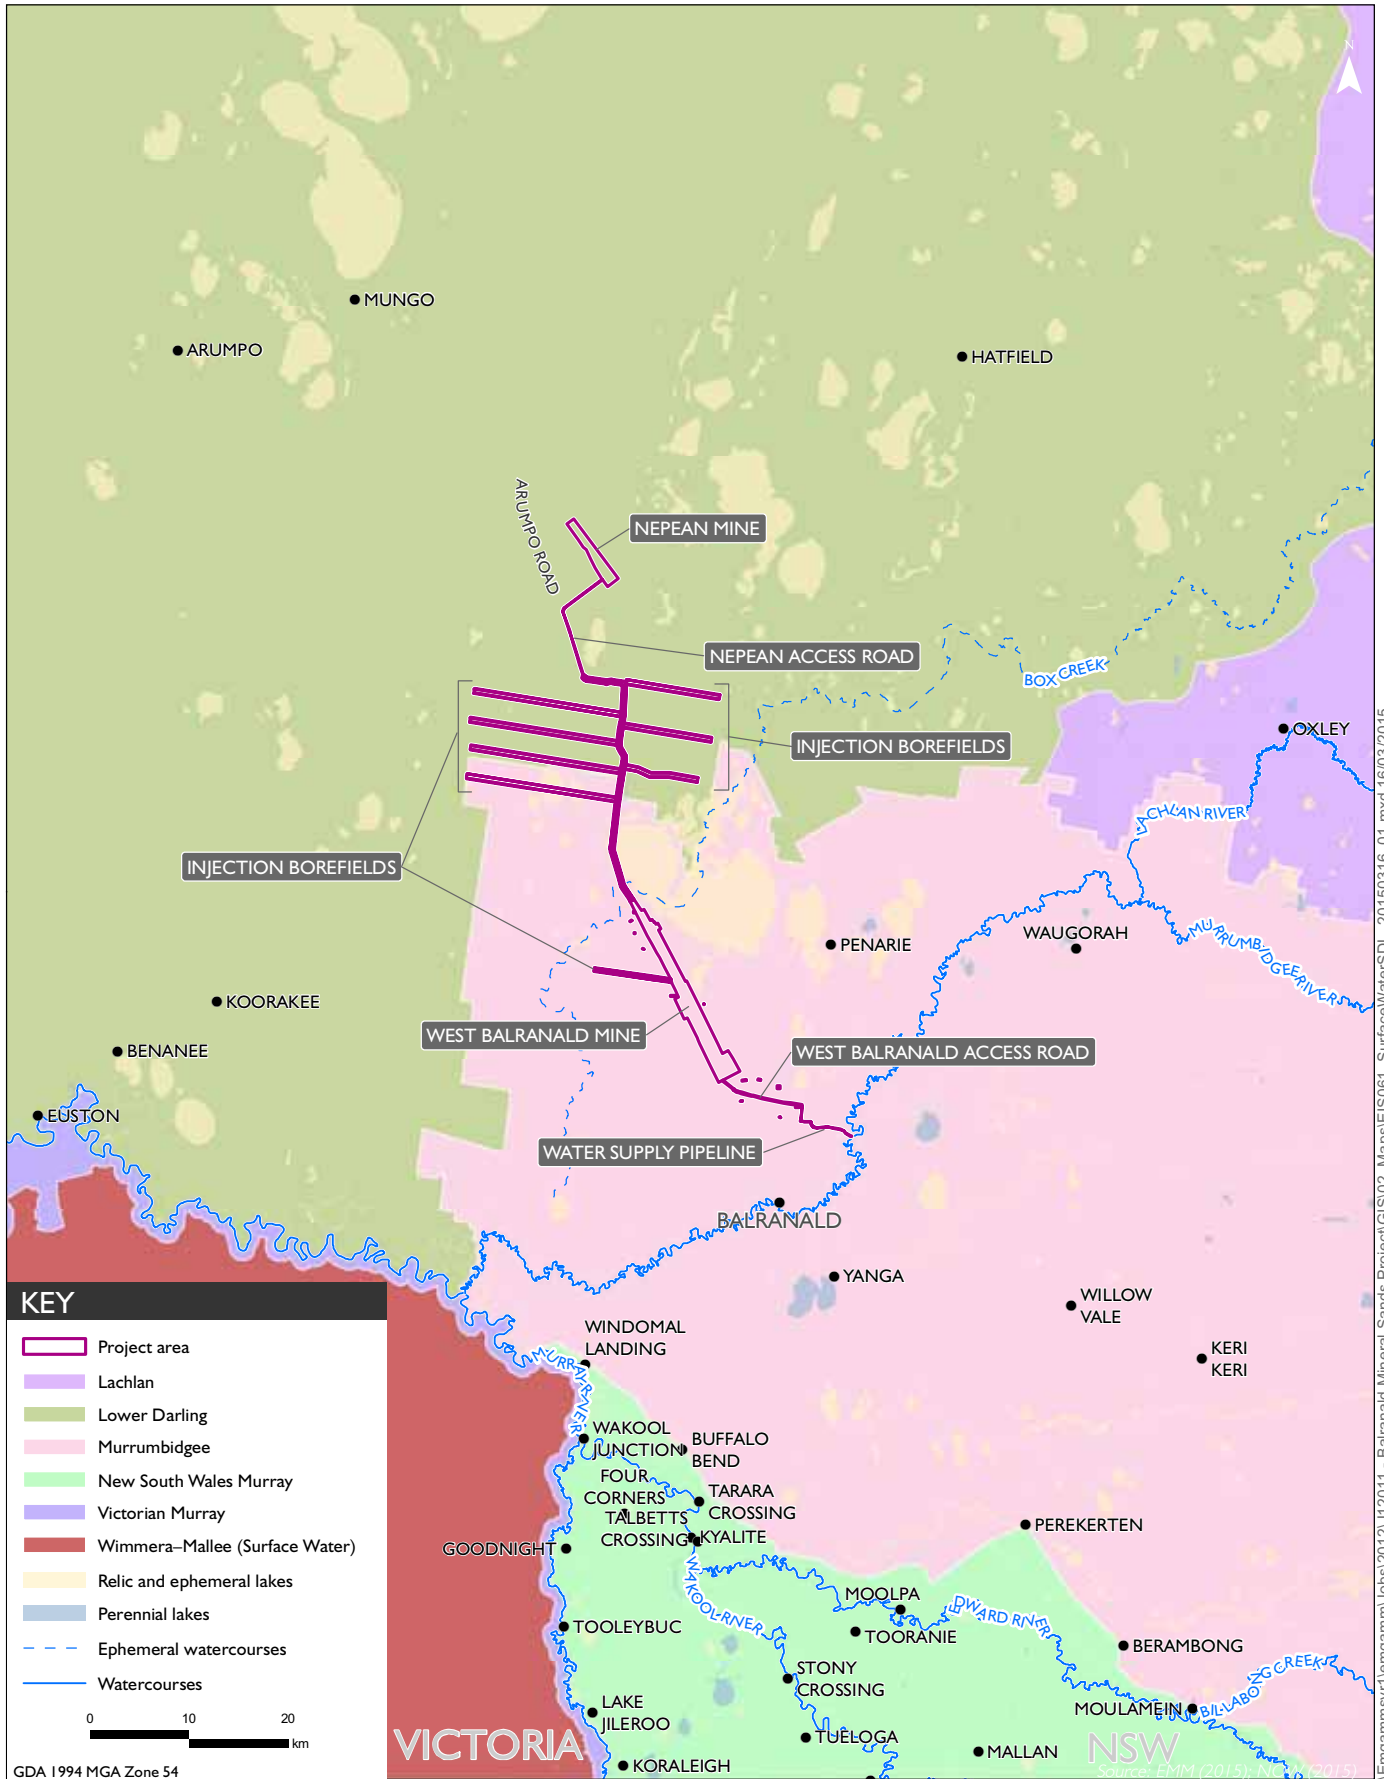 N
MUNGO
ARUMPO
HATFIELD
ARUMPO ROAD
NEPEAN MINE
NEPEAN ACCESS ROAD
BOX CREEK
INJECTION BOREFIELDS
OXLEY
LACHLAN RIVER
INJECTION BOREFIELDS
WAUGORAH
PENARIE
MURRUMBIDGEE RIVER
KOORAKEE
WEST BALRANALD MINE
BENANEE
WEST BALRANALD ACCESS ROAD
EUSTON
WATER SUPPLY PIPELINE
BALRANALD
YANGA
WILLOW
VALE
WINDOMAL
LANDING
KERI
KERI
MURRAY RIVER
WAKOOL
JUNCTION
BUFFALO
BEND
FOUR
CORNERS
TARARA
CROSSING
TALBETTS
CROSSING
KYALITE
PEREKERTEN
GOODNIGHT
WAKOOL RIVER
MOOLPA
EDWARD RIVER
TOOLEYBUC
TOORANIE
BERAMBONG
STONY
CROSSING
BILLABONG CREEK
LAKE
JILEROO
MOULAMEIN
TUELOGA
VICTORIA
NSW
MALLAN
KORALEIGH
Source: EMM (2015); NOW (2015)
KEY
Project area
Lachlan
Lower Darling
Murrumbidgee
New South Wales Murray
Victorian Murray
Wimmera–Mallee (Surface Water)
Relic and ephemeral lakes
Perennial lakes
Ephemeral watercourses
Watercourses
0 10 20
km
GDA 1994 MGA Zone 54